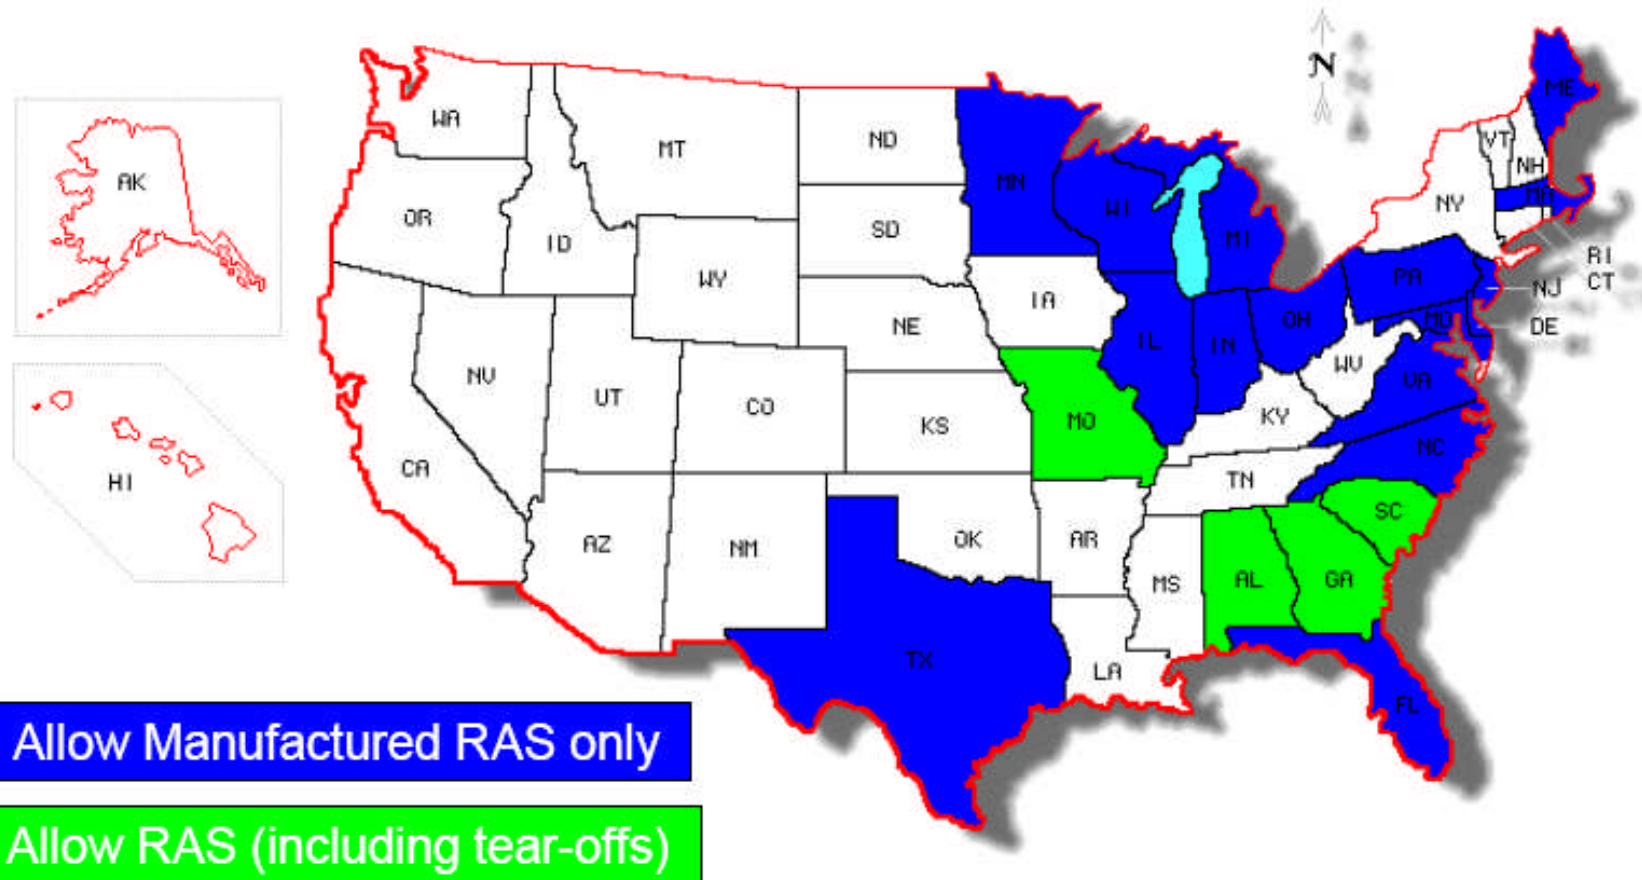 N
ME
WA
MT
ND
VT
NH
AK
MN
MA
OR
WI
NY
ID
SD
MI
RI
WY
PA
CT
NJ
IA
NE
OH
MD
DE
IL
IN
WV
NV
UT
CO
KS
MO
KY
VA
CA
NC
HI
TN
AZ
NM
OK
AR
SC
MS
AL
GA
TX
LA
FL
Allow Manufactured RAS only
Allow RAS (including tear-offs)